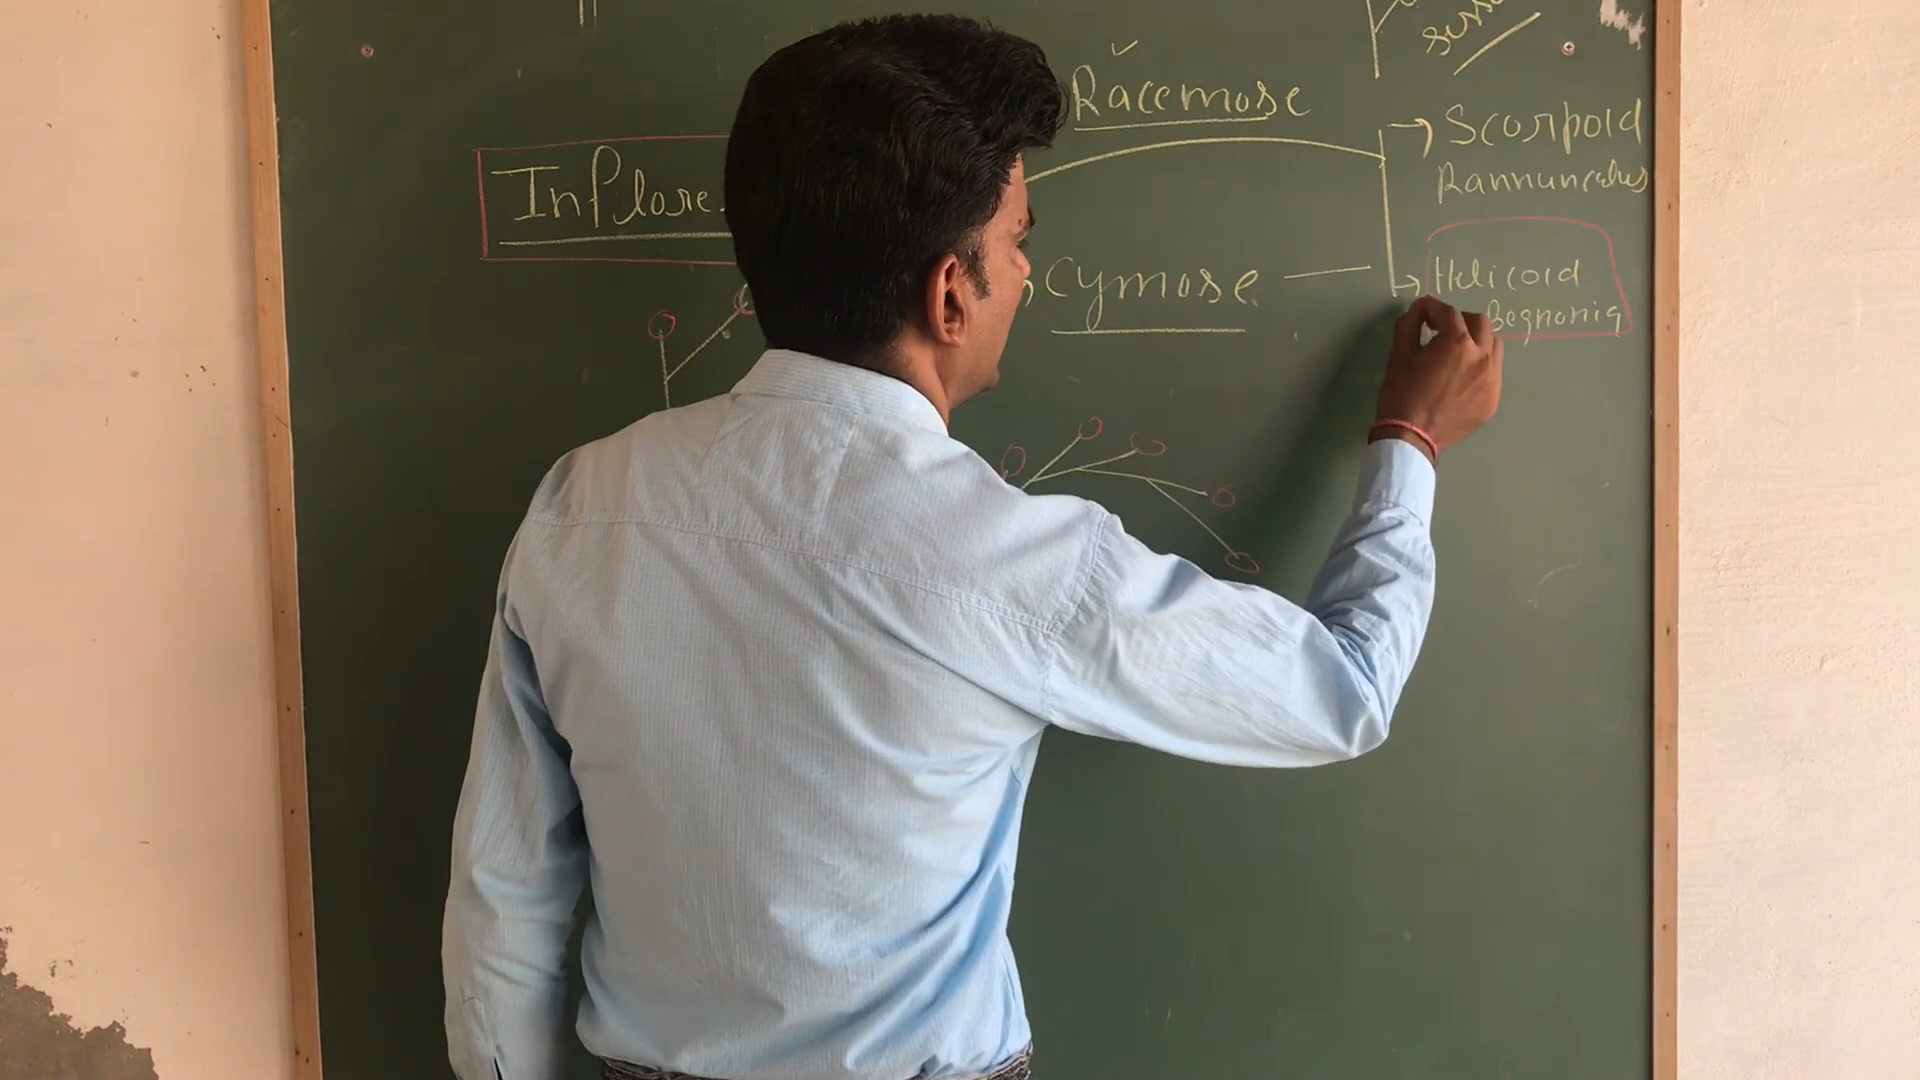 Racemose
Inflore
Cymose
Scorpoid
Rannunculus
Helicoid
Begnonia